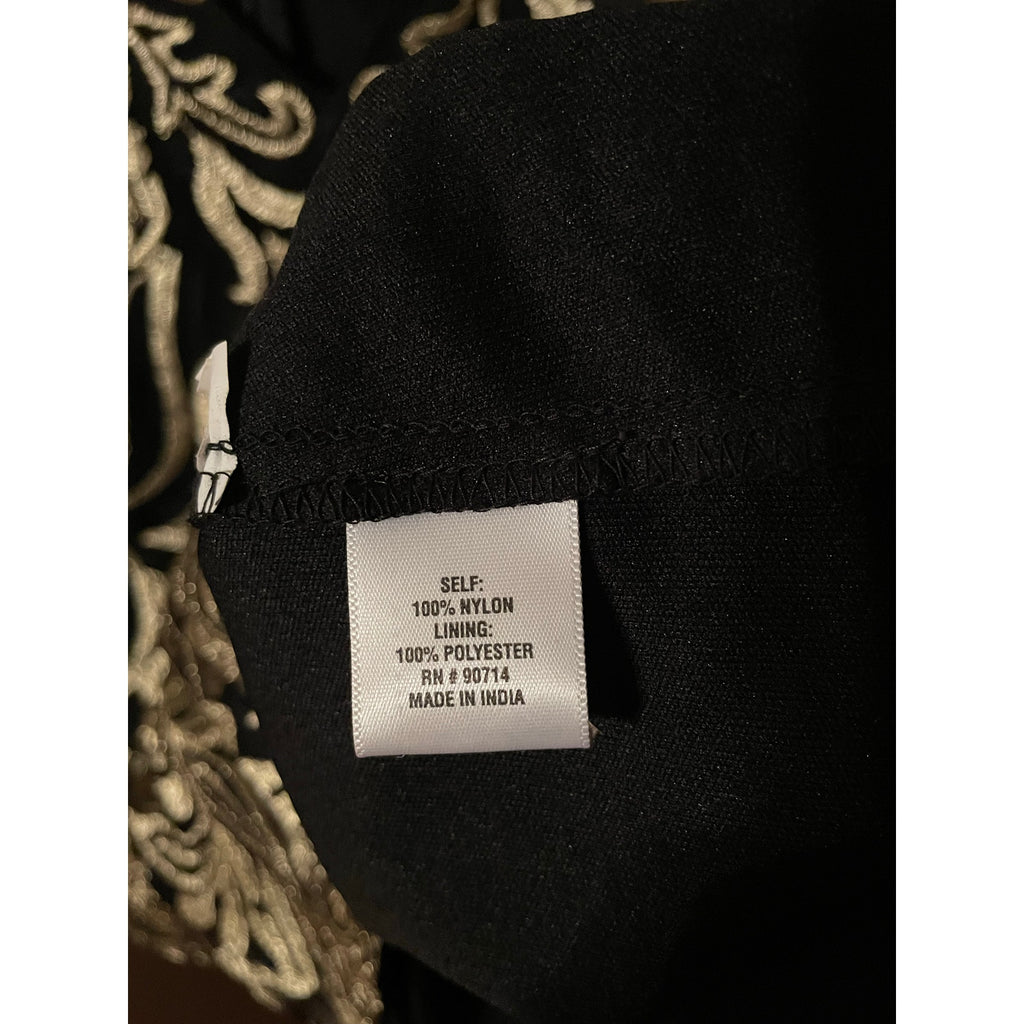 SELF:
100% NYLON
LINING:
100% POLYESTER
RN # 90714
MADE IN INDIA